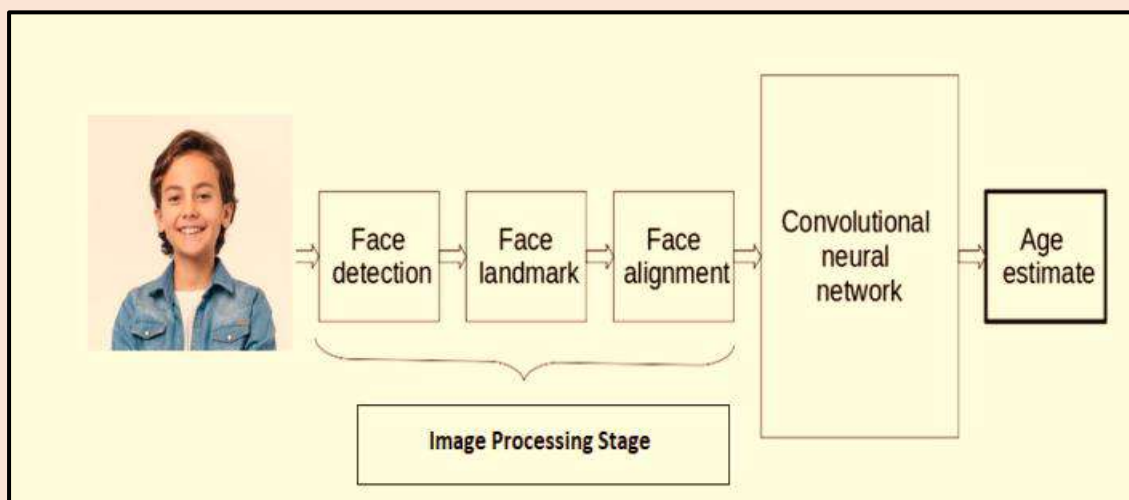 Face
detection
Face
landmark
Face
alignment
Convolutional
neural
network
Age
estimate
Image Processing Stage